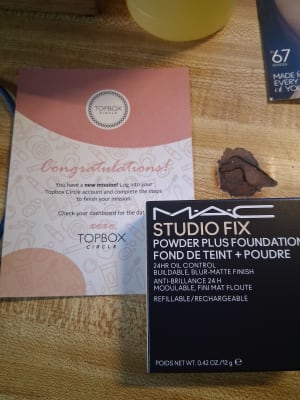 TOPBOX
CIRCLE
Congratulations!
You have a new mission! Log into your
Topbox Circle account and complete the steps
to finish your mission.
Check your dashboard for the
xoxo,
TOPBOX
CIRCLE
67
MADE
EVERY
MAC
STUDIO FIX
POWDER PLUS FOUNDATION
FOND DE TEINT + POUDRE
24HR OIL CONTROL
BUILDABLE, BLUR-MATTE FINISH
ANTI-BRILLANCE 24 H
MODULABLE, FINI MAT FLOUTE
REFILLABLE/RECHARGEABLE
POIDS NET WT. 0.42 OZ./12 g e